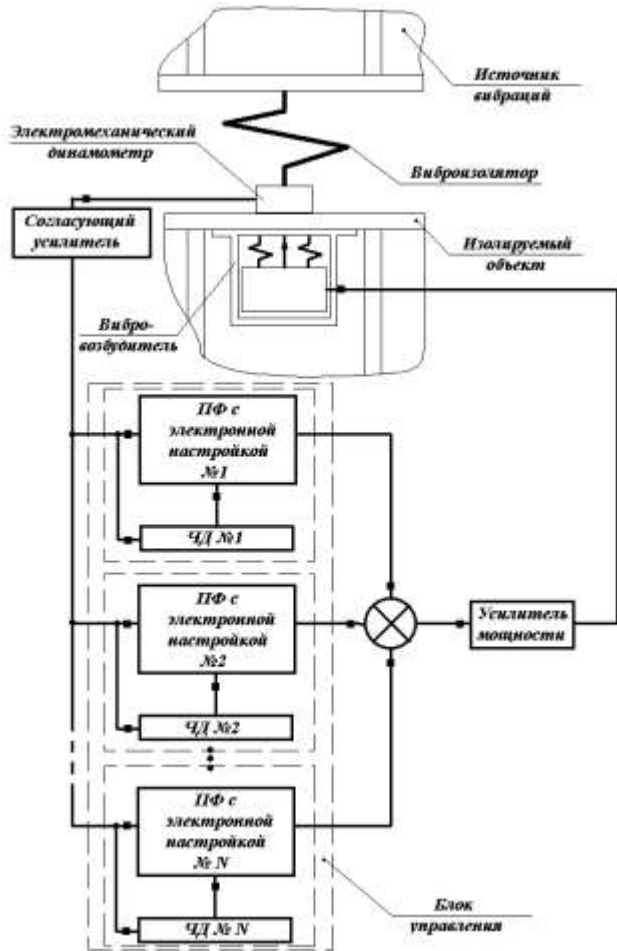 Источник
вибраций
Электромеханический
динамометр
Виброизолятор
Согласующий
усилитель
Изолируемый
объект
Вибро-
возбудитель
ПФ с
электронной
настройкой
№1
ЧД №1
ПФ с
электронной
настройкой
№2
Усилитель
мощности
ЧД №2
ПФ с
электронной
настройкой
№ N
Блок
управления
ЧД № N